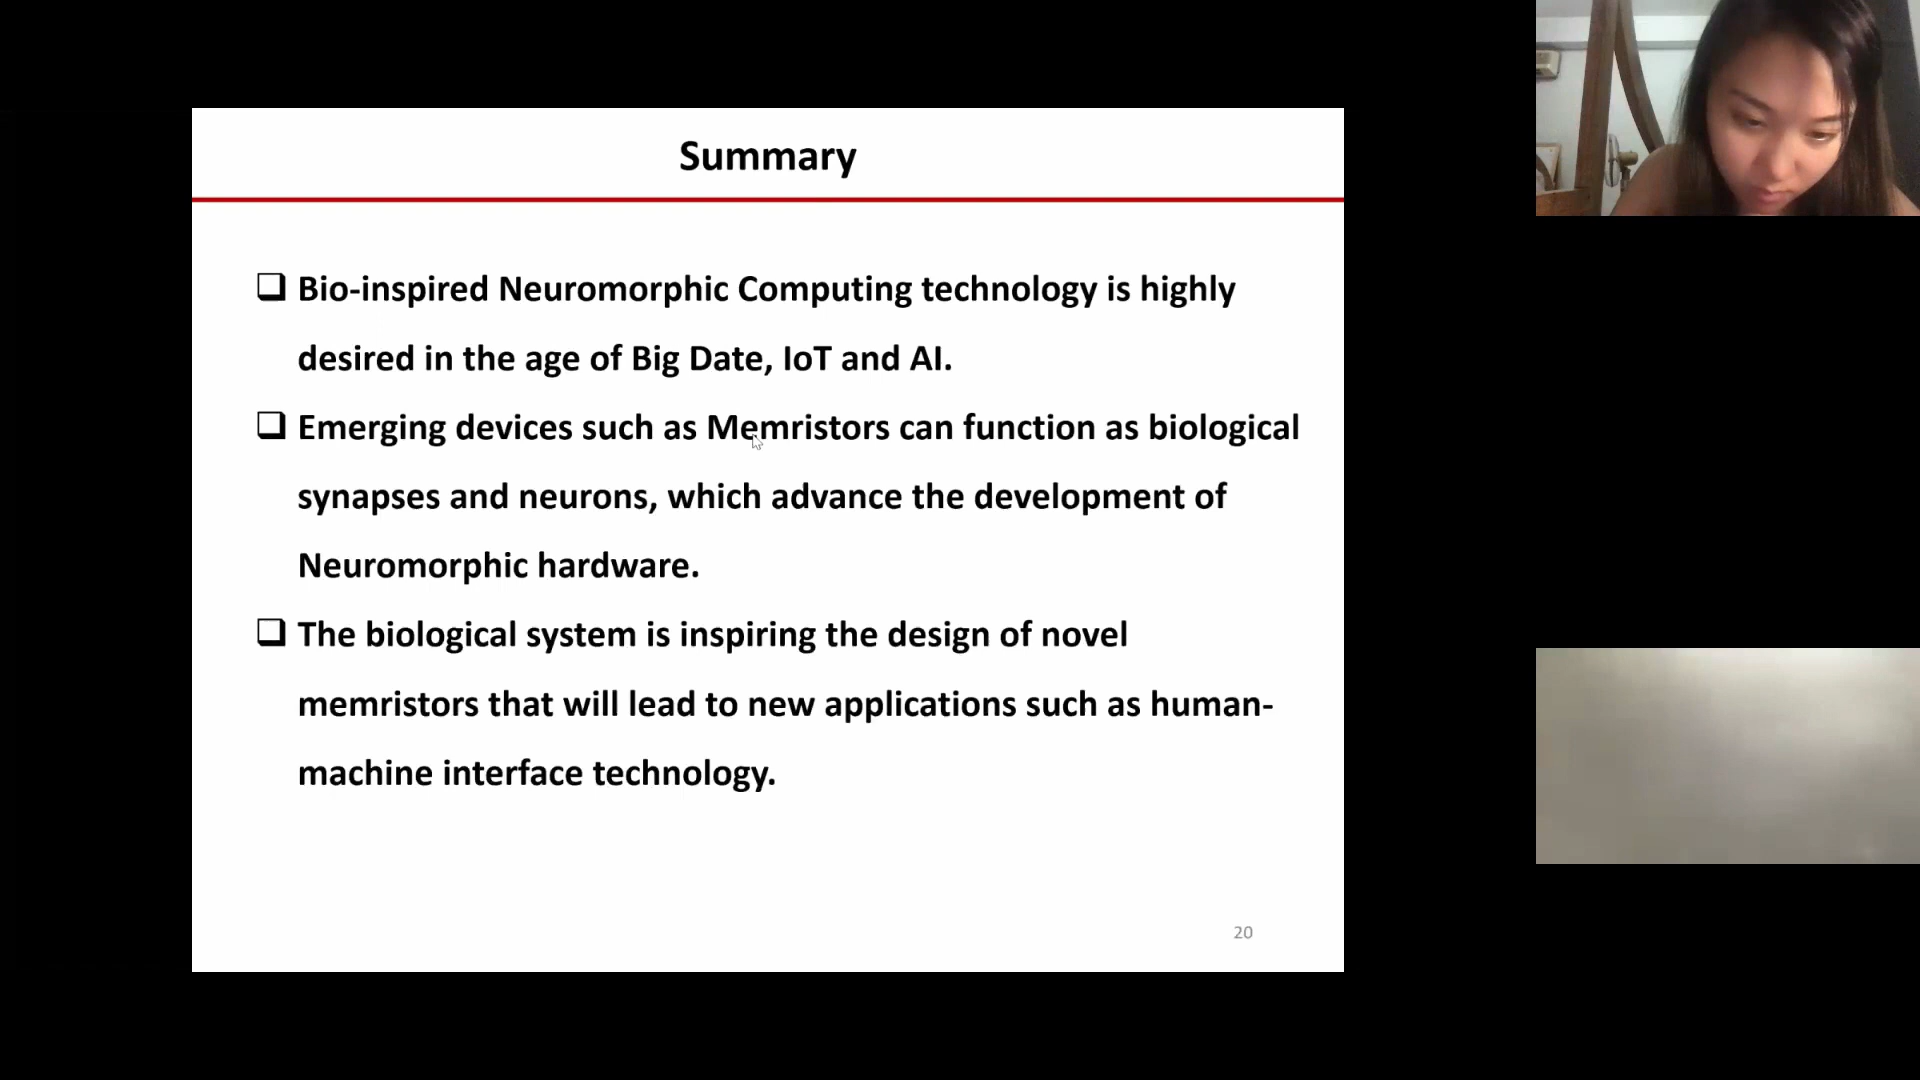 Summary
Bio-inspired Neuromorphic Computing technology is highly
desired in the age of Big Date, IoT and AI.
Emerging devices such as Memristors can function as biological
synapses and neurons, which advance the development of
Neuromorphic hardware.
The biological system is inspiring the design of novel
memristors that will lead to new applications such as human-
machine interface technology.
20